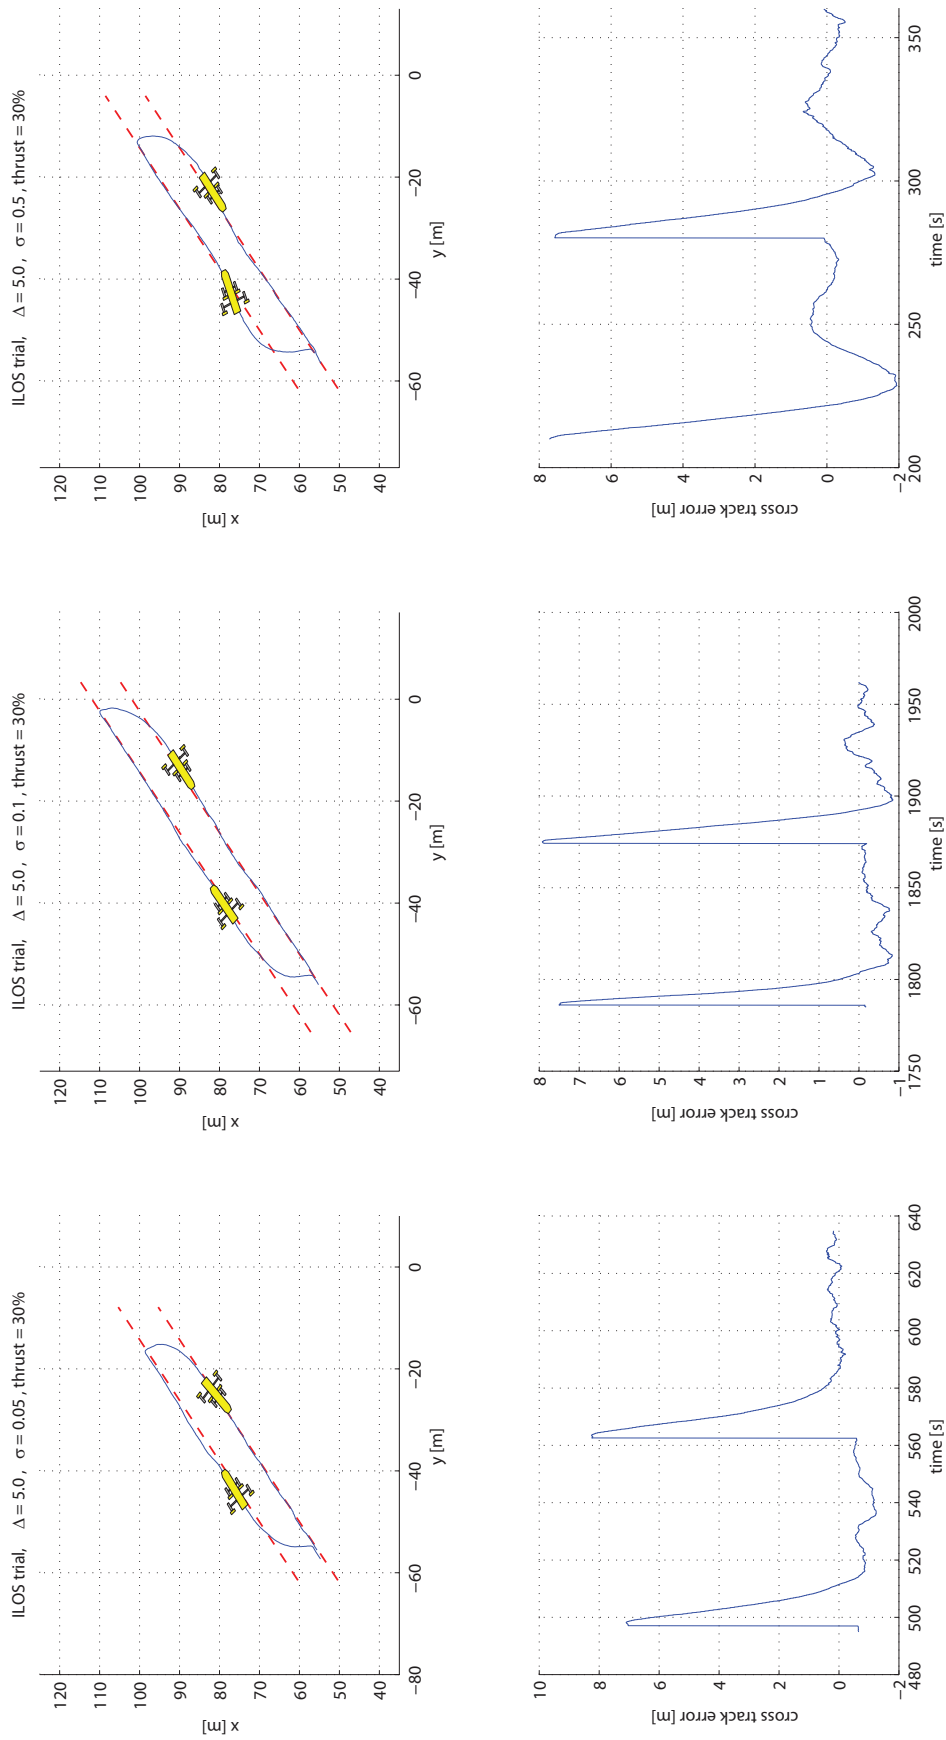 ILOS trial, Δ = 5.0 , σ = 0.05 , thrust = 30%
120
110
100
90
80
70
60
50
40
x [m]
−80 −60 −40 −20 0
y [m]
ILOS trial, Δ = 5.0 , σ = 0.1 , thrust = 30%
120
110
100
90
80
70
60
50
40
x [m]
−60 −40 −20 0
y [m]
ILOS trial, Δ = 5.0 , σ = 0.5 , thrust = 30%
120
110
100
90
80
70
60
50
40
x [m]
−60 −40 −20 0
y [m]
10
8
6
4
2
0
−2
cross track error [m]
480 500 520 540 560 580 600 620 640
time [s]
8
7
6
5
4
3
2
1
0
−1
cross track error [m]
1750 1800 1850 1900 1950 2000
time [s]
8
6
4
2
0
−2
cross track error [m]
200 250 300 350
time [s]